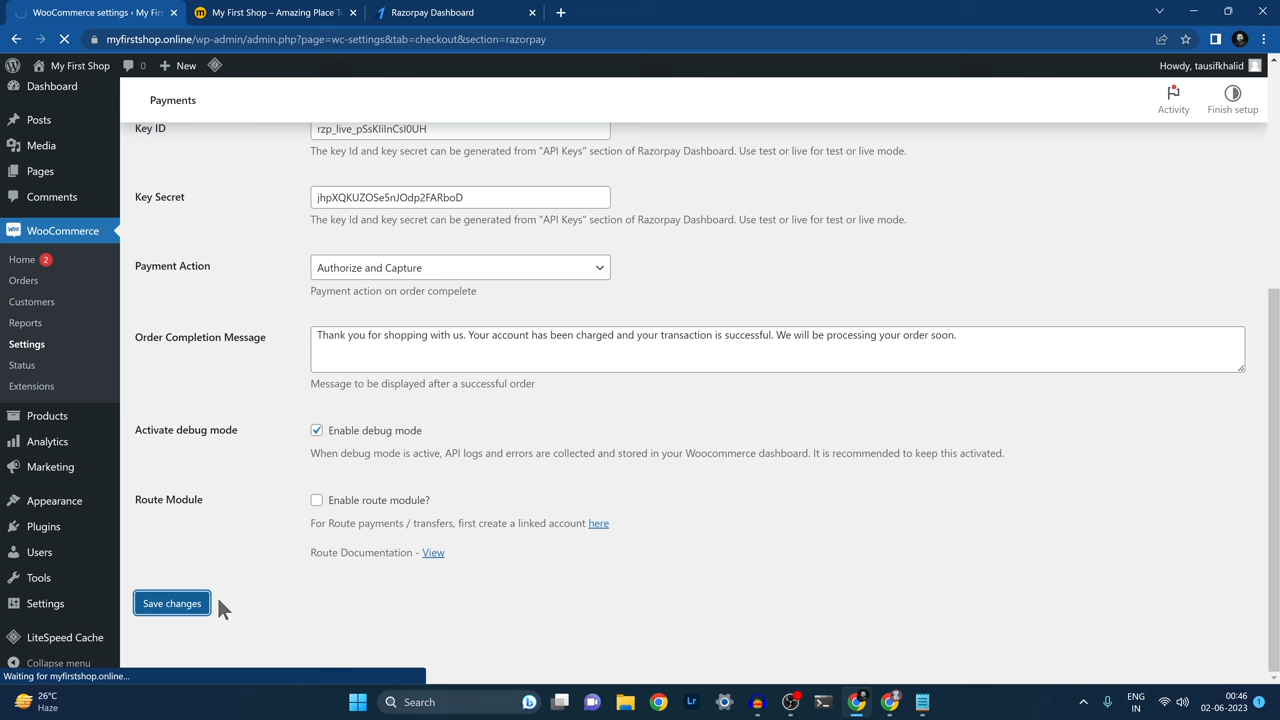 WooCommerce settings ‹ My Fi
My First Shop – Amazing Place T
Razorpay Dashboard
myfirstshop.online/wp-admin/admin.php?page=wc-settings&tab=checkout&section=razorpay
My First Shop
0
New
Howdy, tausifkhalid
Dashboard
Posts
Media
Pages
Comments
WooCommerce
Home 2
Orders
Customers
Reports
Settings
Status
Extensions
Products
Analytics
Marketing
Appearance
Plugins
Users
Tools
Settings
LiteSpeed Cache
Collapse menu
Payments
Activity
Finish setup
Key ID
The key Id and key secret can be generated from "API Keys" section of Razorpay Dashboard. Use test or live for test or live mode.
Key Secret
jhpXQKUZOSe5nJOdp2FARboD
The key Id and key secret can be generated from "API Keys" section of Razorpay Dashboard. Use test or live for test or live mode.
Payment Action
Authorize and Capture
Payment action on order compelete
Order Completion Message
Thank you for shopping with us. Your account has been charged and your transaction is successful. We will be processing your order soon.
Message to be displayed after a successful order
Activate debug mode
Enable debug mode
When debug mode is active, API logs and errors are collected and stored in your Woocommerce dashboard. It is recommended to keep this activated.
Route Module
Enable route module?
For Route payments / transfers, first create a linked account here
Route Documentation - View
Save changes
Waiting for myfirstshop.online...
26°C
Haze
Search
Lr
ENG
IN
00:46
02-06-2023
1